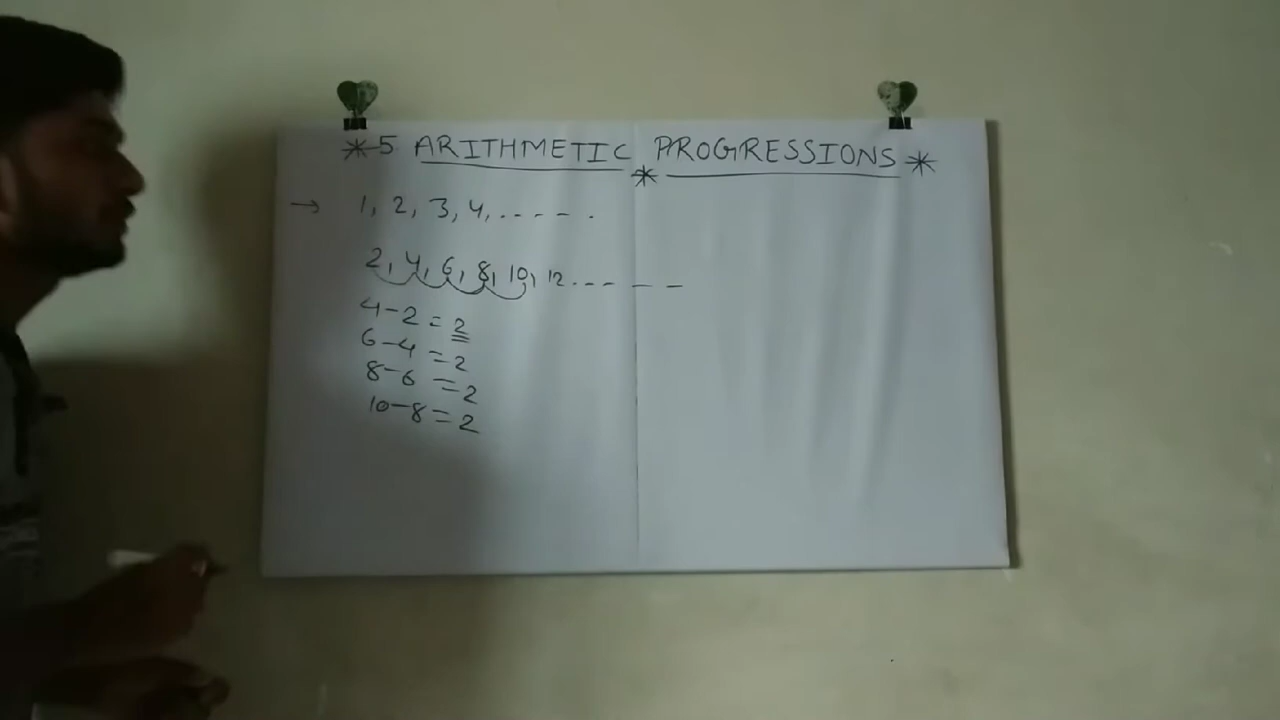 *5 ARITHMETIC PROGRESSIONS *
*
→ 1, 2, 3, 4, . - - - - .
2, 4, 6, 8, 10, 12 . - - - - -
4-2 = 2
6-4 = 2
8-6 = 2
10-8 = 2